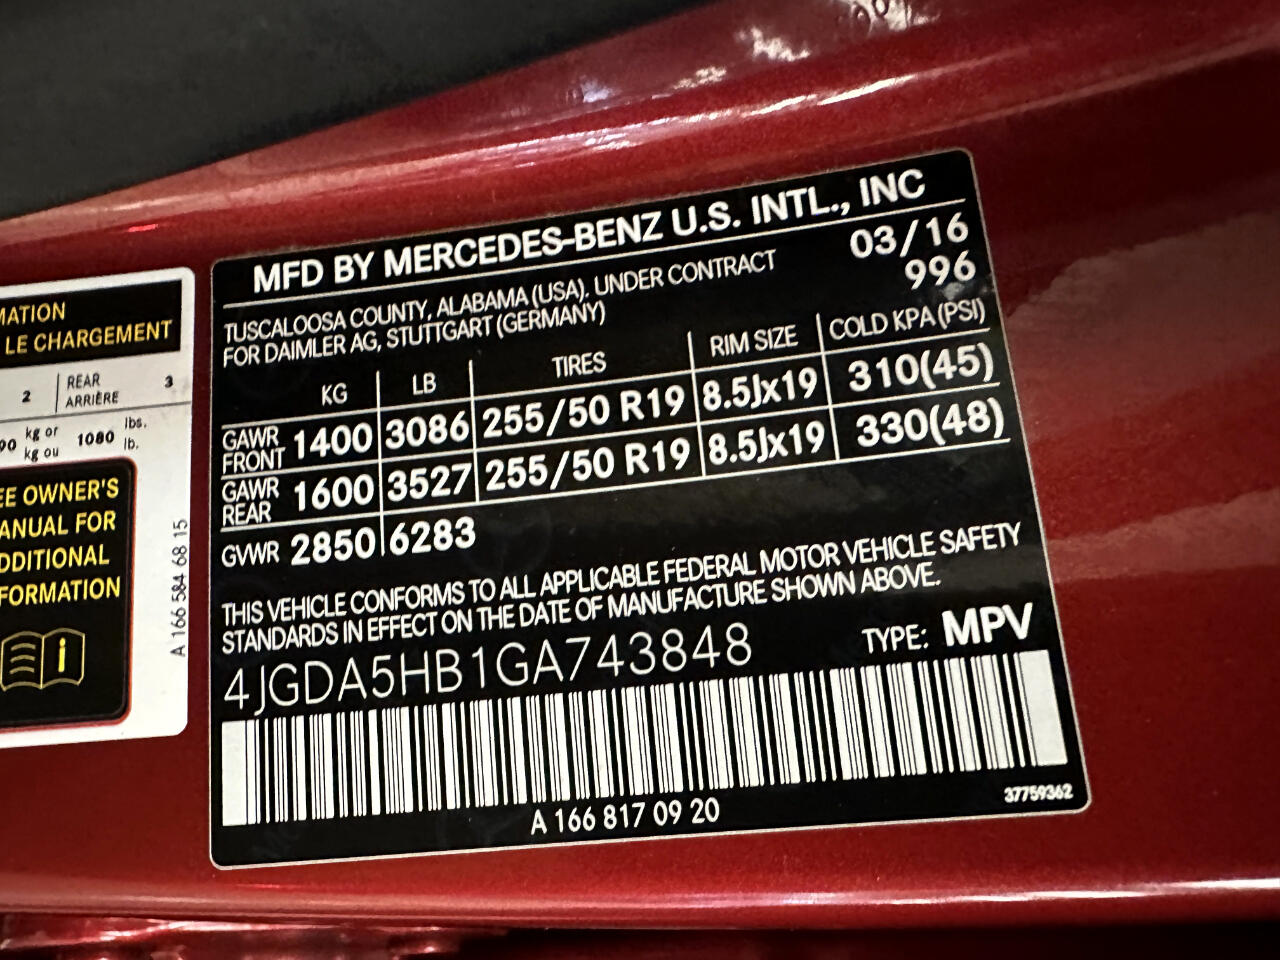 MATION
LE CHARGEMENT
2
REAR
ARRIÈRE
3
90 kg or
kg ou
1080 lbs.
lb.
EE OWNER'S
ANUAL FOR
DDITIONAL
FORMATION
A 166 584 68 15
MFD BY MERCEDES-BENZ U.S. INTL., INC
TUSCALOOSA COUNTY, ALABAMA (USA). UNDER CONTRACT
FOR DAIMLER AG, STUTTGART (GERMANY)
03/16
996
KG LB TIRES RIM SIZE COLD KPA (PSI)
GAWR FRONT 1400 3086 255/50 R19 8.5Jx19 310(45)
GAWR REAR 1600 3527 255/50 R19 8.5Jx19 330(48)
GVWR 2850 6283
THIS VEHICLE CONFORMS TO ALL APPLICABLE FEDERAL MOTOR VEHICLE SAFETY
STANDARDS IN EFFECT ON THE DATE OF MANUFACTURE SHOWN ABOVE.
4JGDA5HB1GA743848 TYPE: MPV
A 166 817 09 20
37759362